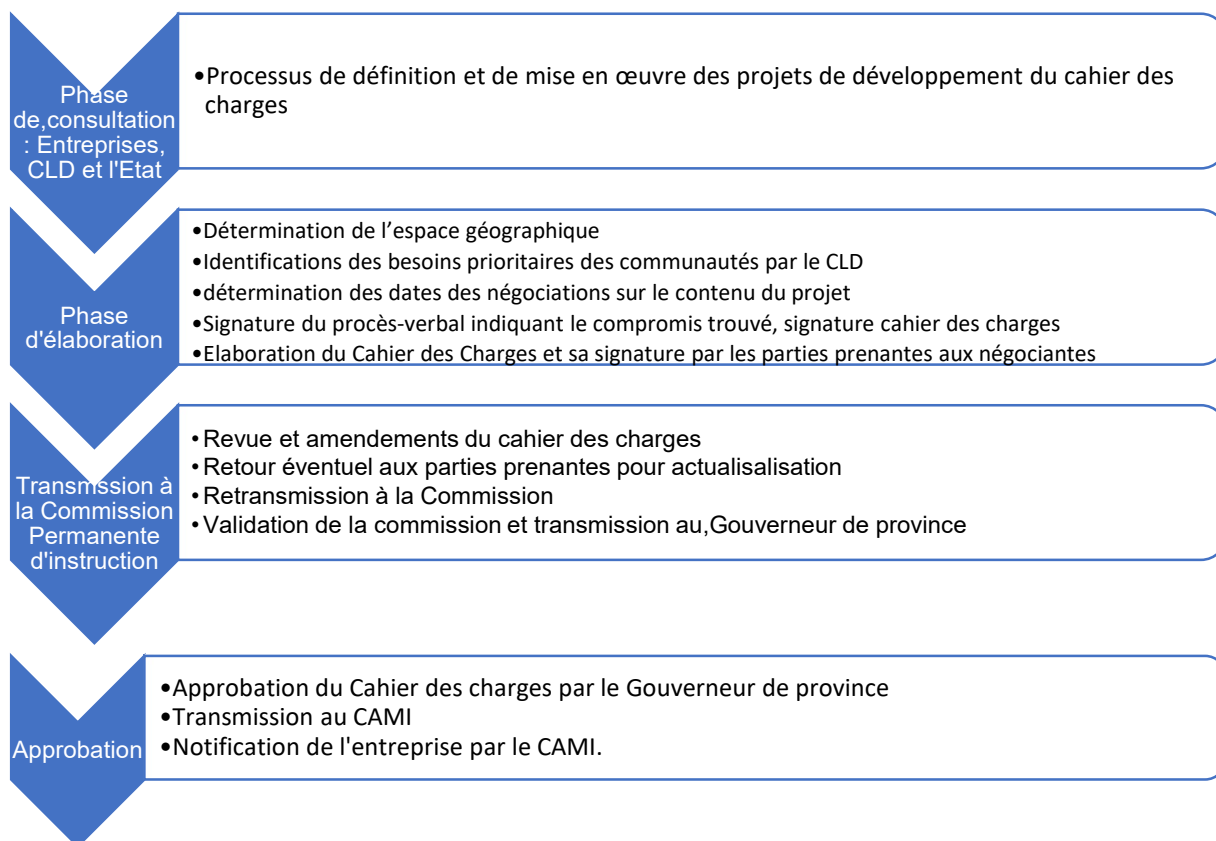 Phase
de,consultation
: Entreprises,
CLD et l'Etat
•Processus de définition et de mise en œuvre des projets de développement du cahier des
charges
Phase
d'élaboration
•Détermination de l’espace géographique
•Identifications des besoins prioritaires des communautés par le CLD
•détermination des dates des négociations sur le contenu du projet
•Signature du procès-verbal indiquant le compromis trouvé, signature cahier des charges
•Elaboration du Cahier des Charges et sa signature par les parties prenantes aux négociantes
Transmssion à
la Commission
Permanente
d'instruction
•Revue et amendements du cahier des charges
•Retour éventuel aux parties prenantes pour actualisalisation
•Retransmission à la Commission
•Validation de la commission et transmission au,Gouverneur de province
Approbation
•Approbation du Cahier des charges par le Gouverneur de province
•Transmission au CAMI
•Notification de l'entreprise par le CAMI.